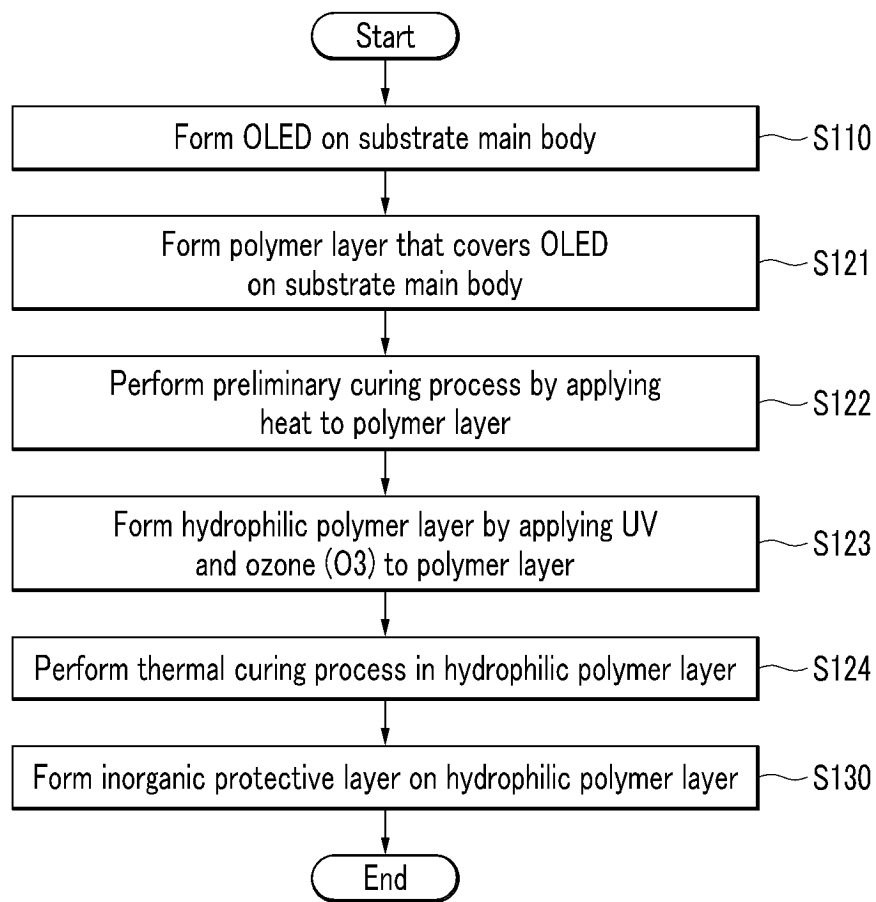 Start
Form OLED on substrate main body
S110
Form polymer layer that covers OLED
on substrate main body
S121
Perform preliminary curing process by applying
heat to polymer layer
S122
Form hydrophilic polymer layer by applying UV
and ozone (O3) to polymer layer
S123
Perform thermal curing process in hydrophilic polymer layer
S124
Form inorganic protective layer on hydrophilic polymer layer
S130
End